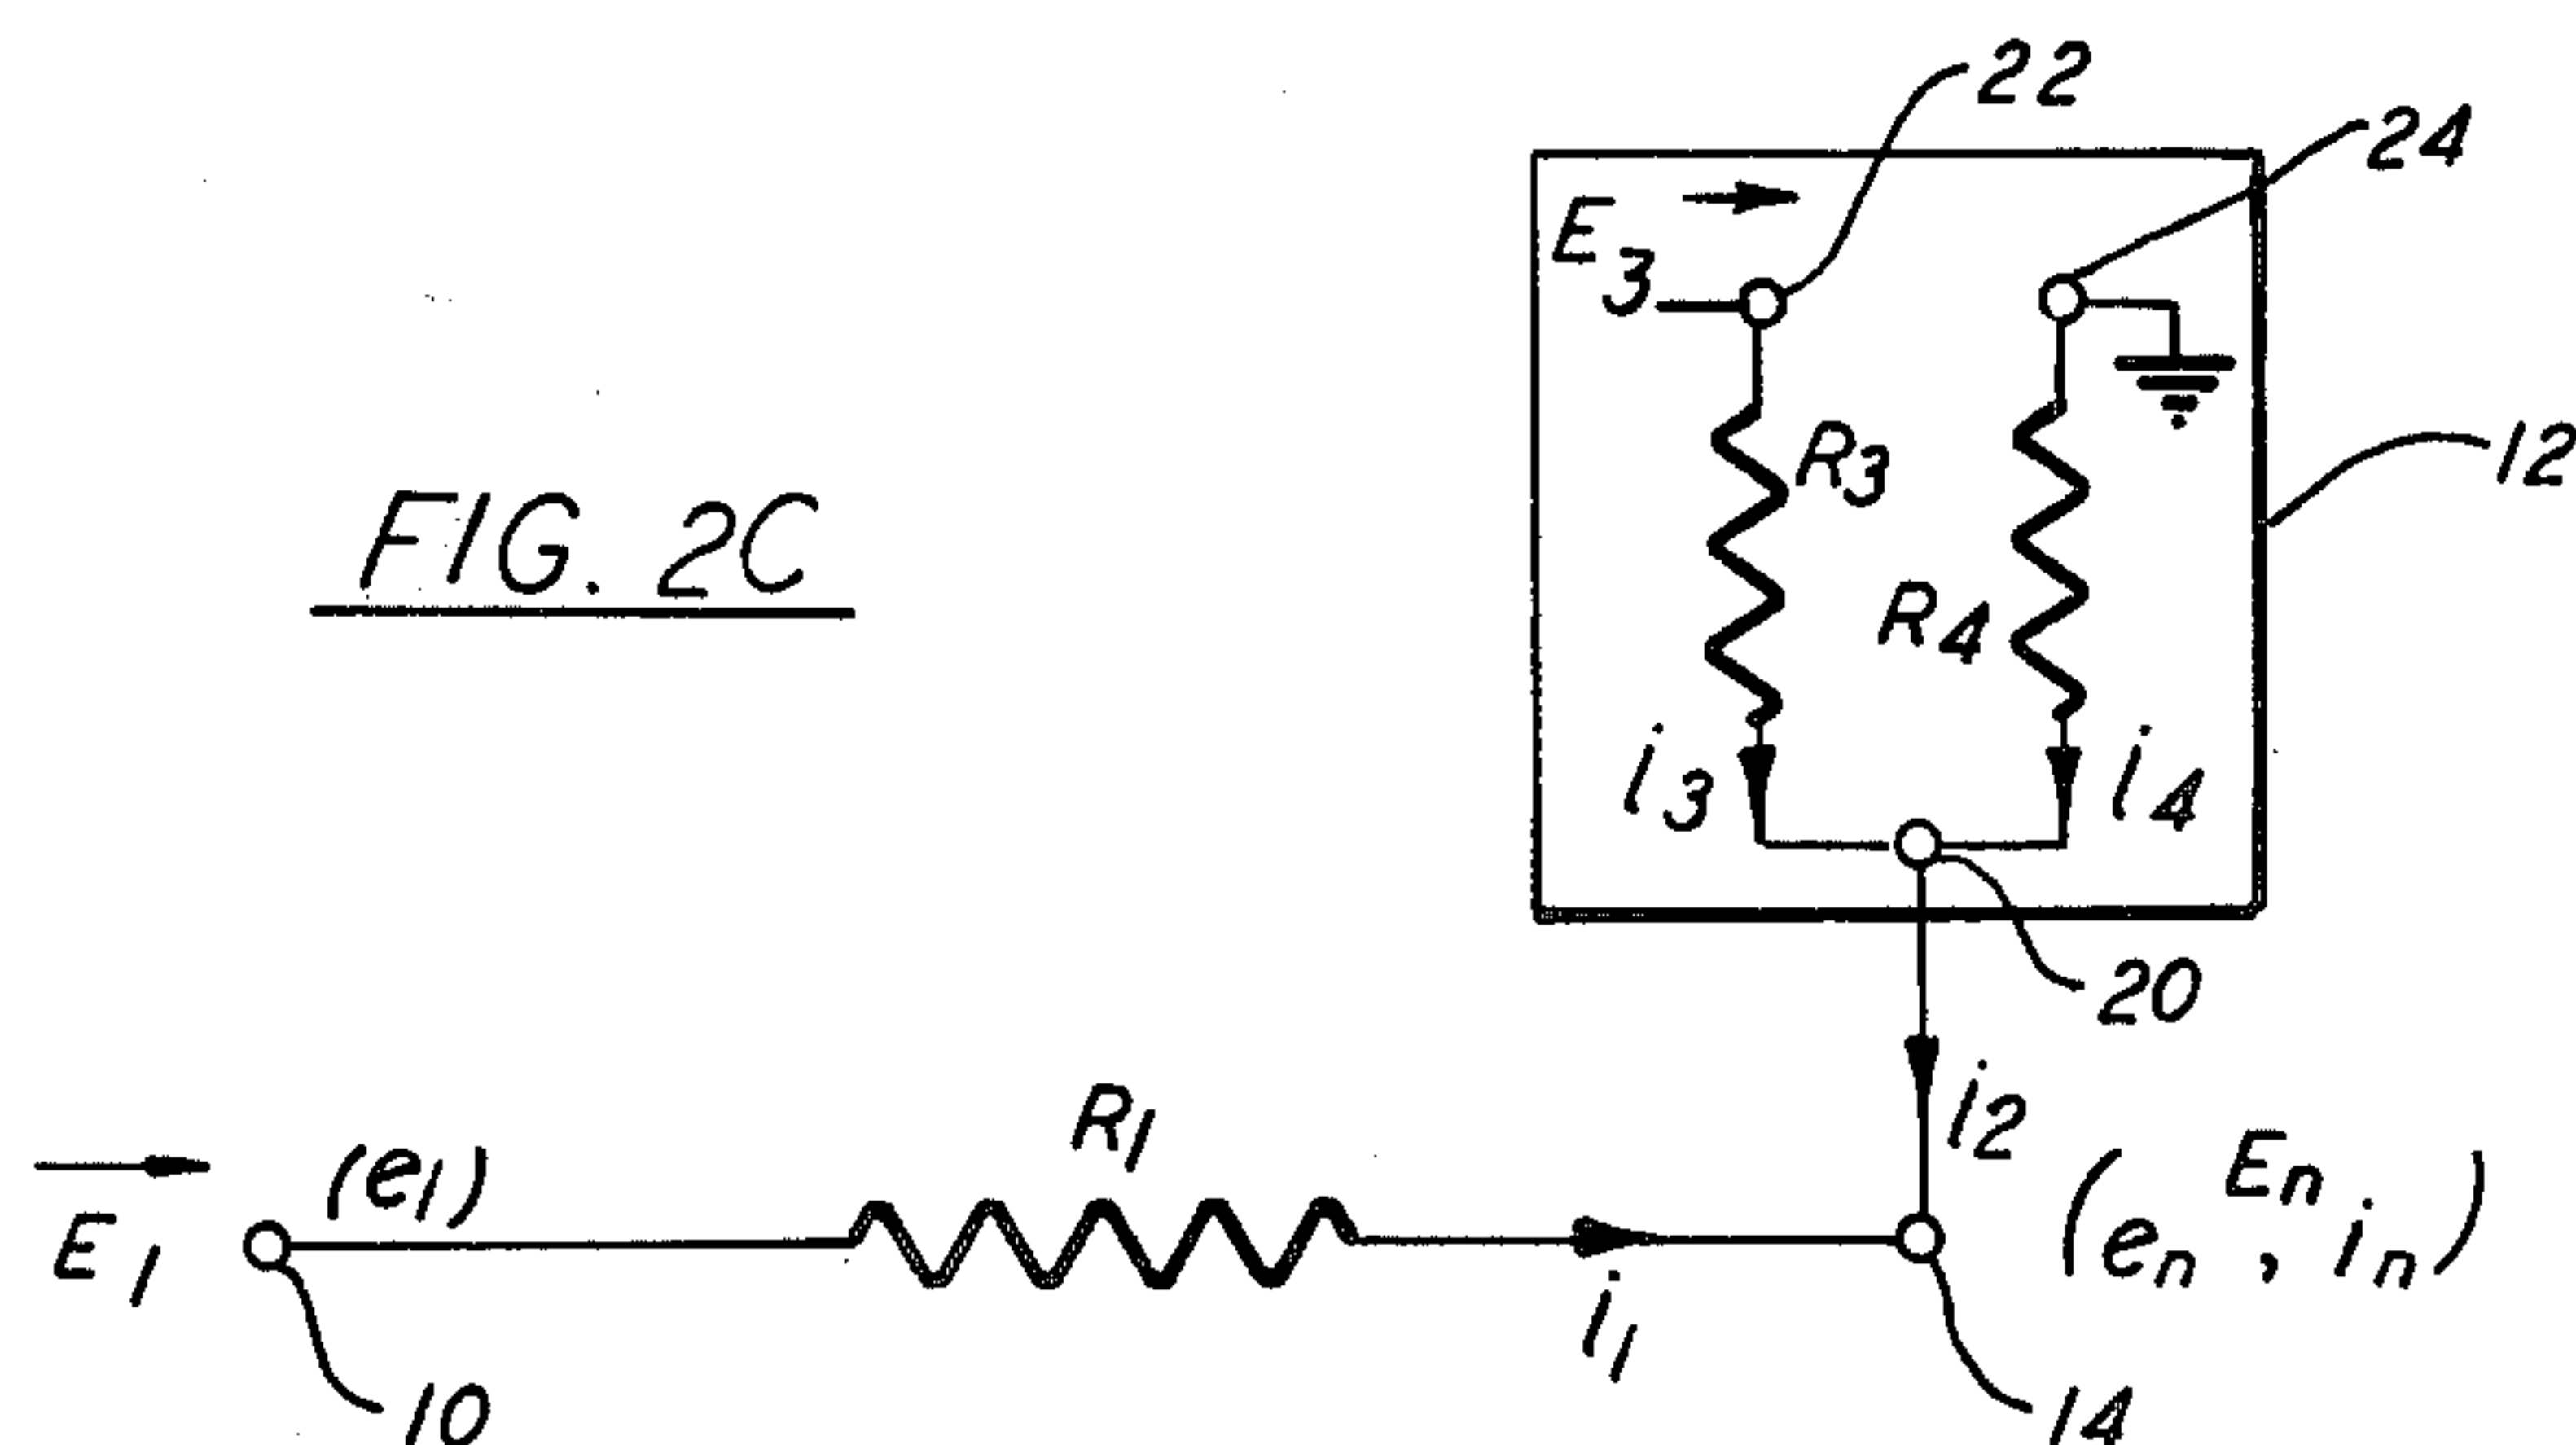 22
24
E3
12
R3
FIG. 2C
R4
i3
i4
20
i2
R1
(e1)
En
(en, in)
E1
i1
10
14